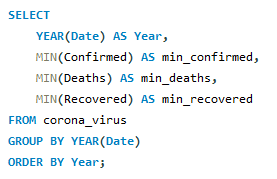 SELECT
YEAR(Date) AS Year,
MIN(Confirmed) AS min_confirmed,
MIN(Deaths) AS min_deaths,
MIN(Recovered) AS min_recovered
FROM corona_virus
GROUP BY YEAR(Date)
ORDER BY Year;